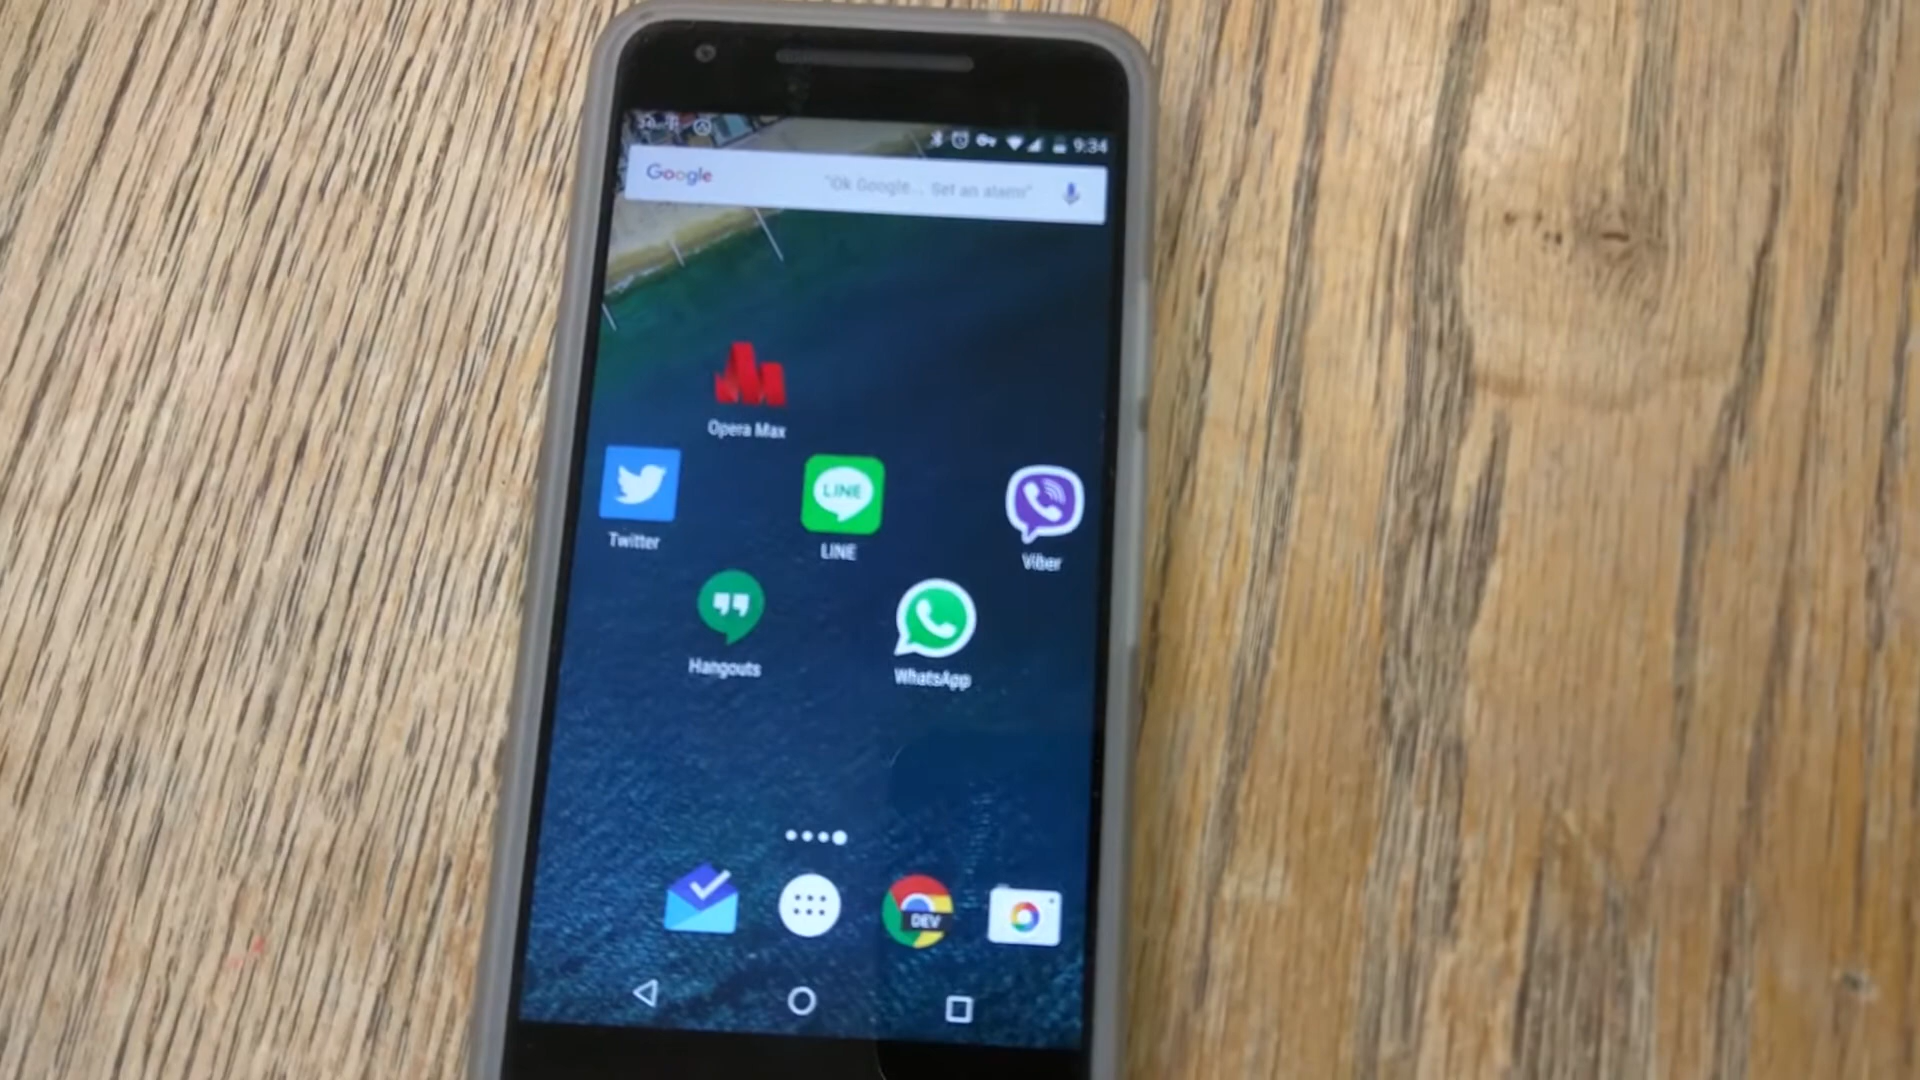 9:34
Google "Ok Google... Set an alarm"
Opera Max
Twitter
LINE
LINE
Viber
Hangouts
WhatsApp
DEV